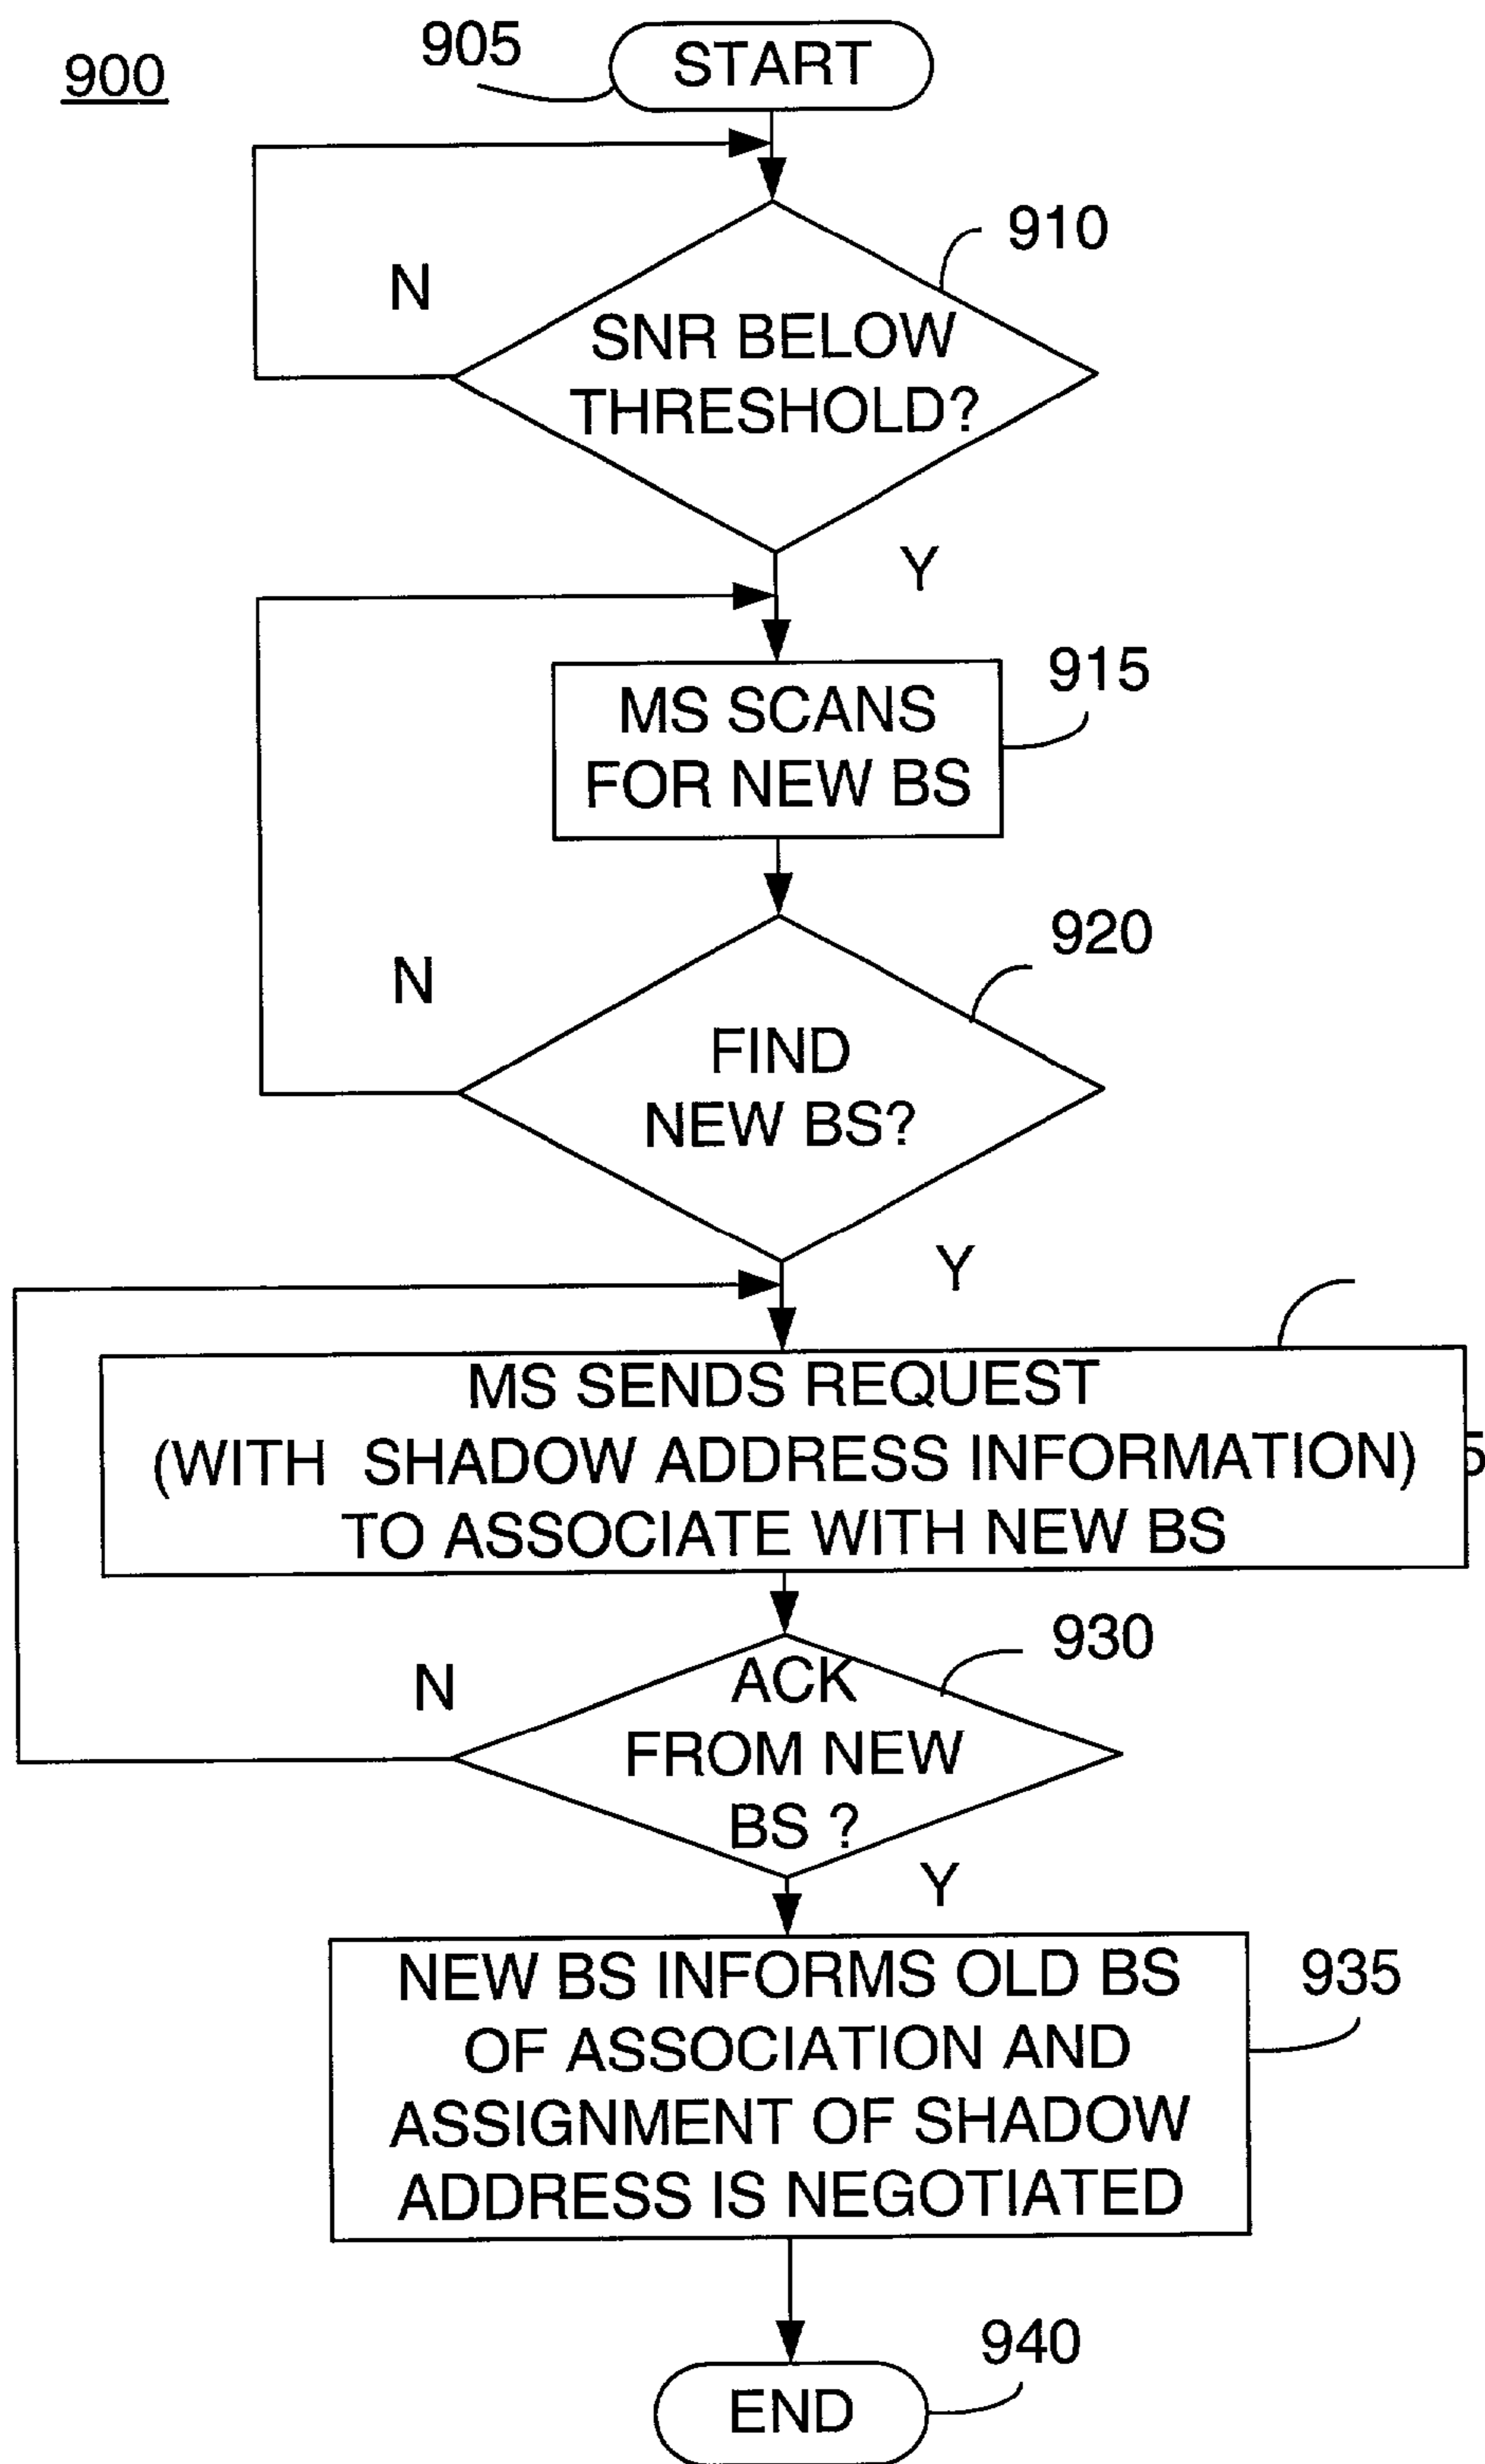 900
905
START
910
N
SNR BELOW
THRESHOLD?
Y
915
MS SCANS
FOR NEW BS
920
N
FIND
NEW BS?
Y
MS SENDS REQUEST
(WITH SHADOW ADDRESS INFORMATION)
5
TO ASSOCIATE WITH NEW BS
930
N
ACK
FROM NEW
BS ?
Y
NEW BS INFORMS OLD BS
935
OF ASSOCIATION AND
ASSIGNMENT OF SHADOW
ADDRESS IS NEGOTIATED
940
END